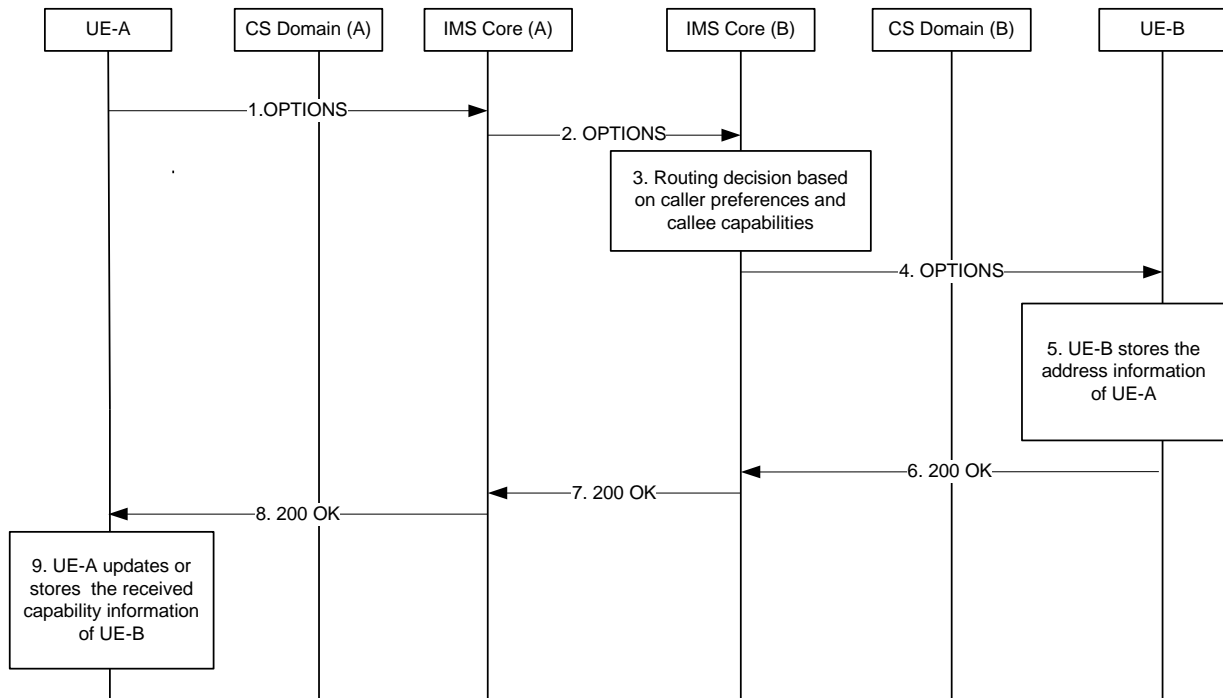 UE-A
CS Domain (A)
IMS Core (A)
IMS Core (B)
CS Domain (B)
UE-B
1.OPTIONS
2. OPTIONS
3. Routing decision based
on caller preferences and
callee capabilities
4. OPTIONS
5. UE-B stores the
address information
of UE-A
6. 200 OK
7. 200 OK
8. 200 OK
9. UE-A updates or
stores the received
capability information
of UE-B